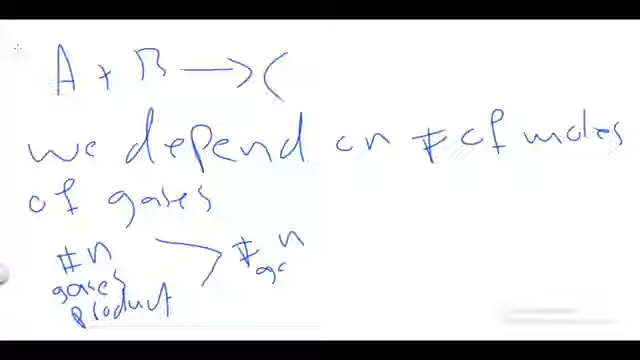 A + B → C
we depend on # of moles
of gases
# n > # n
gases
product